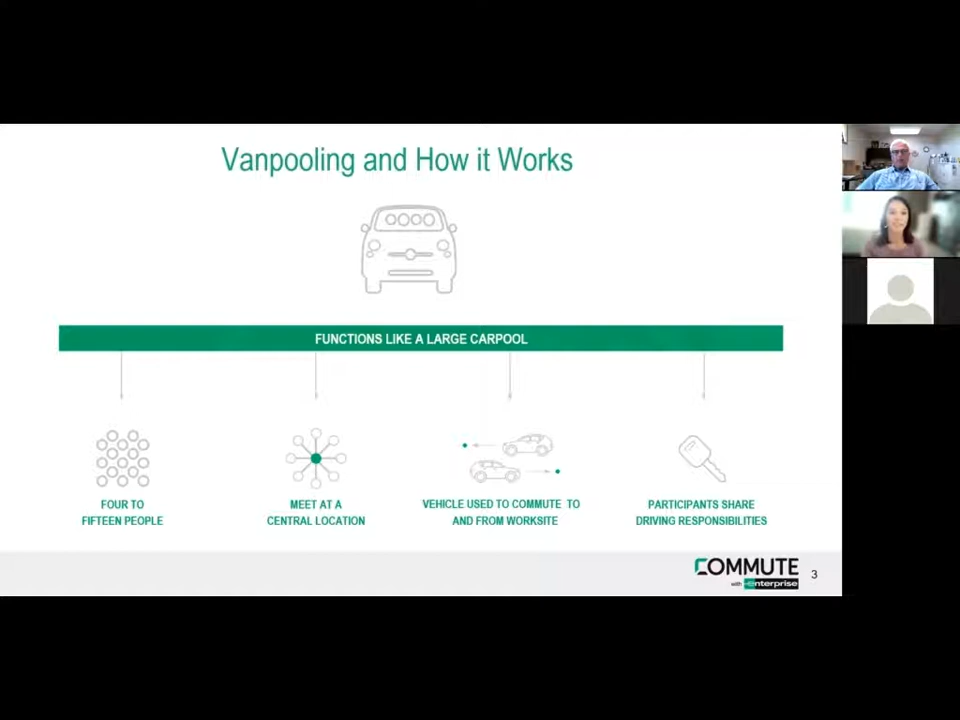 Vanpooling and How it Works
FUNCTIONS LIKE A LARGE CARPOOL
FOUR TO
FIFTEEN PEOPLE
MEET AT A
CENTRAL LOCATION
VEHICLE USED TO COMMUTE TO
AND FROM WORKSITE
PARTICIPANTS SHARE
DRIVING RESPONSIBILITIES
COMMUTE
with enterprise
3